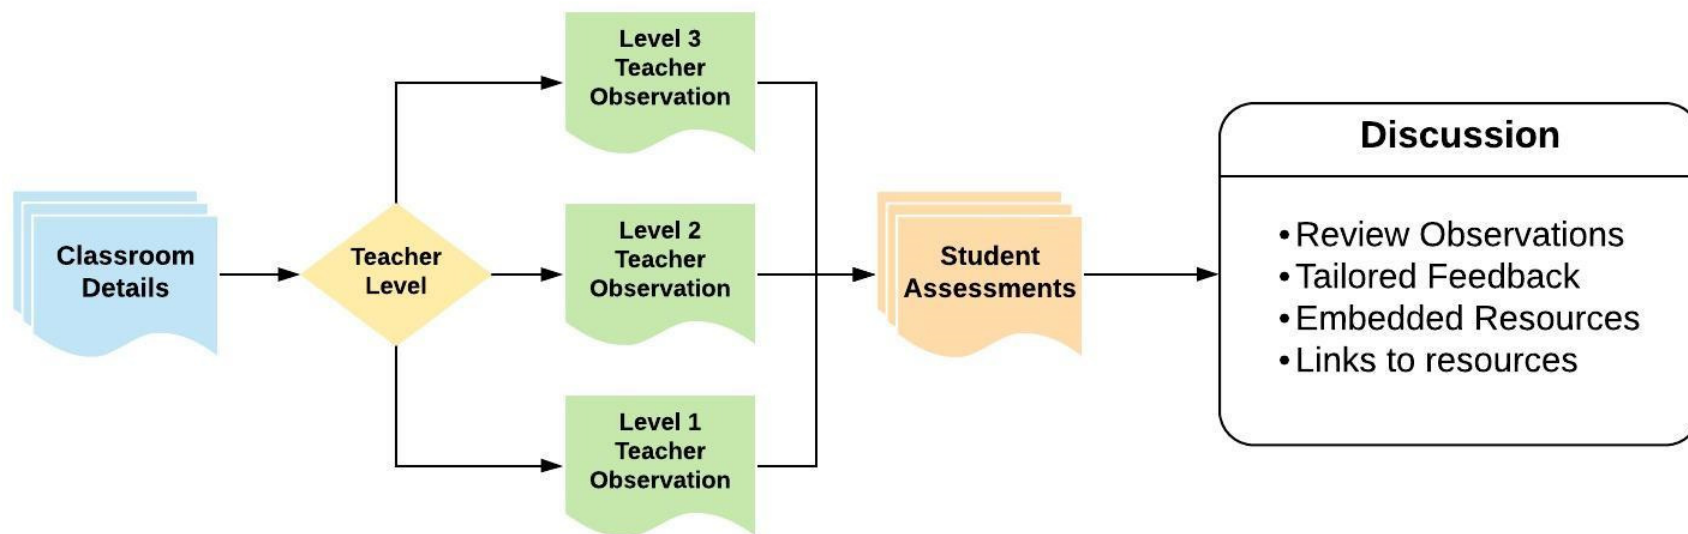 Classroom
Details
Teacher
Level
Level 3
Teacher
Observation
Level 2
Teacher
Observation
Level 1
Teacher
Observation
Student
Assessments
Discussion
•Review Observations
•Tailored Feedback
•Embedded Resources
•Links to resources